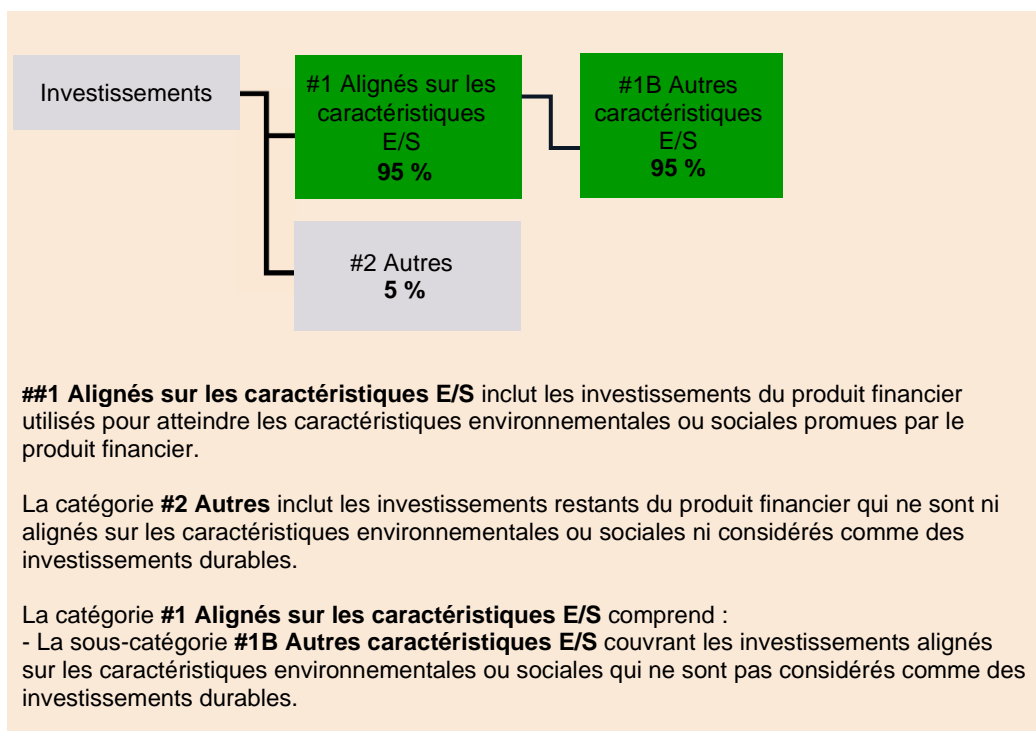 Investissements
#1 Alignés sur les
caractéristiques
E/S
95 %
#1B Autres
caractéristiques
E/S
95 %
#2 Autres
5 %
##1 Alignés sur les caractéristiques E/S inclut les investissements du produit financier
utilisés pour atteindre les caractéristiques environnementales ou sociales promues par le
produit financier.
La catégorie #2 Autres inclut les investissements restants du produit financier qui ne sont ni
alignés sur les caractéristiques environnementales ou sociales ni considérés comme des
investissements durables.
La catégorie #1 Alignés sur les caractéristiques E/S comprend :
- La sous-catégorie #1B Autres caractéristiques E/S couvrant les investissements alignés
sur les caractéristiques environnementales ou sociales qui ne sont pas considérés comme des
investissements durables.